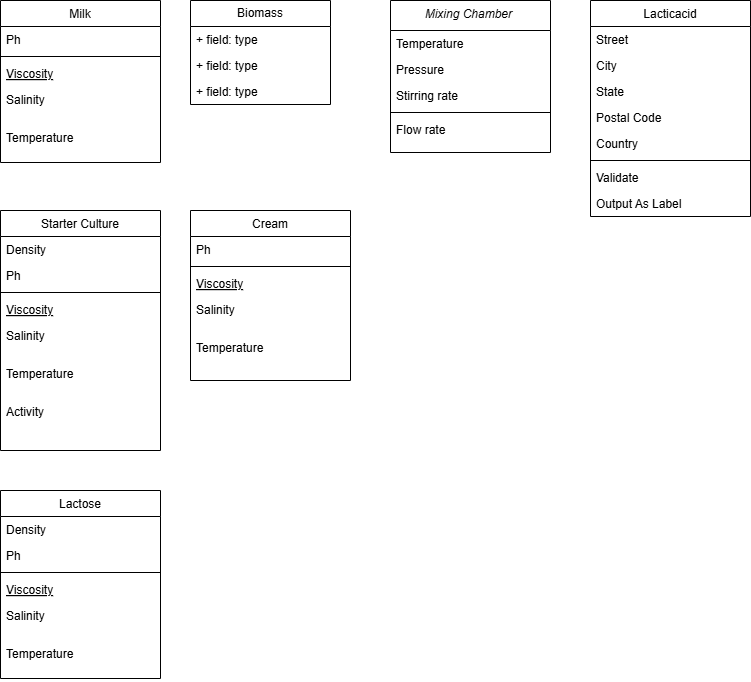 Milk
Ph
Viscosity
Salinity
Temperature
Biomass
+ field: type
+ field: type
+ field: type
Mixing Chamber
Temperature
Pressure
Stirring rate
Flow rate
Lacticacid
Street
City
State
Postal Code
Country
Validate
Output As Label
Starter Culture
Density
Ph
Viscosity
Salinity
Temperature
Activity
Cream
Ph
Viscosity
Salinity
Temperature
Lactose
Density
Ph
Viscosity
Salinity
Temperature